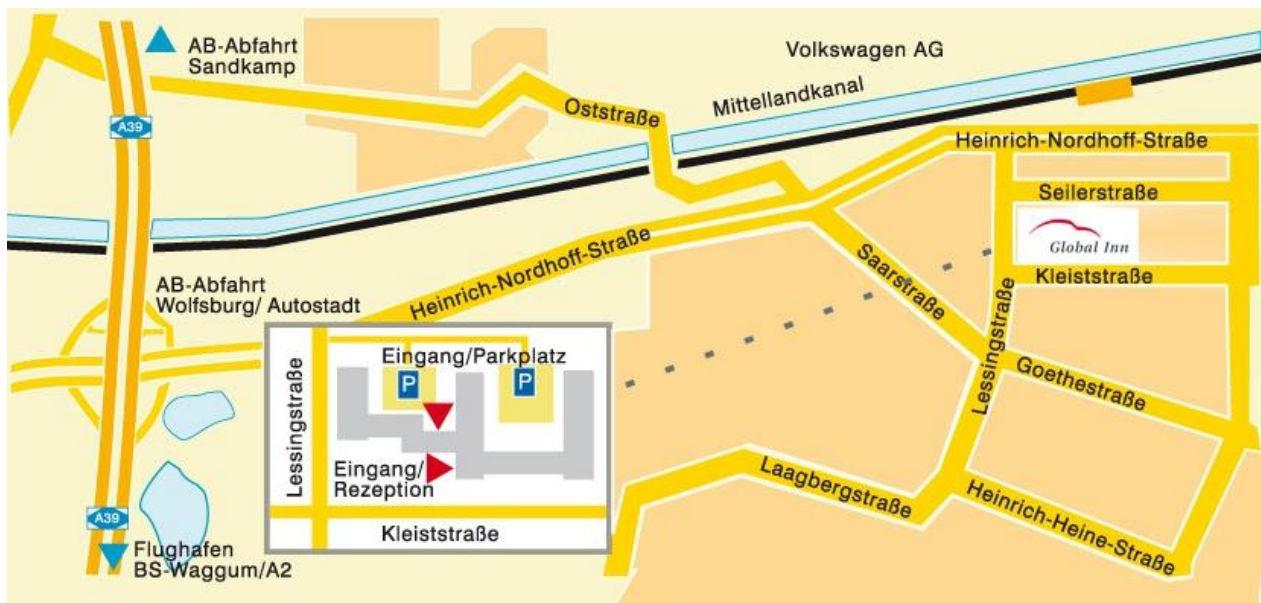 AB-Abfahrt
Sandkamp
Volkswagen AG
Mittellandkanal
Oststraße
A39
Heinrich-Nordhoff-Straße
Seilerstraße
Global Inn
Kleiststraße
Saarstraße
Heinrich-Nordhoff-Straße
AB-Abfahrt
Wolfsburg/ Autostadt
Lessingstraße
Goethestraße
Eingang/Parkplatz
P
P
Lessingstraße
Eingang/
Rezeption
Kleiststraße
Laagbergstraße
Heinrich-Heine-Straße
A39
Flughafen
BS-Waggum/A2